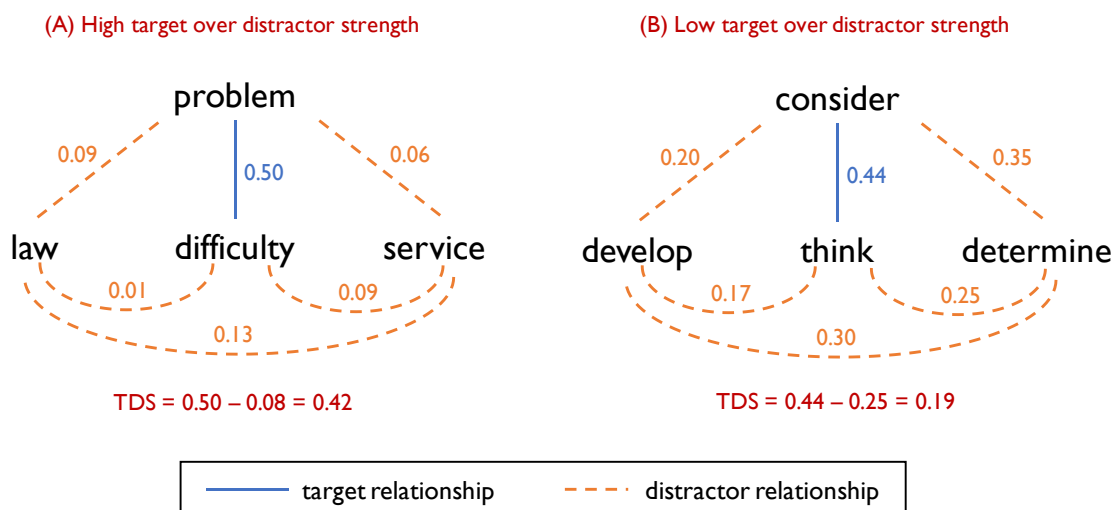 (A) High target over distractor strength
(B) Low target over distractor strength
problem
0.09
0.50
0.06
law
difficulty
service
0.01
0.09
0.13
TDS = 0.50 – 0.08 = 0.42
consider
0.20
0.44
0.35
develop
think
determine
0.17
0.25
0.30
TDS = 0.44 – 0.25 = 0.19
target relationship
distractor relationship